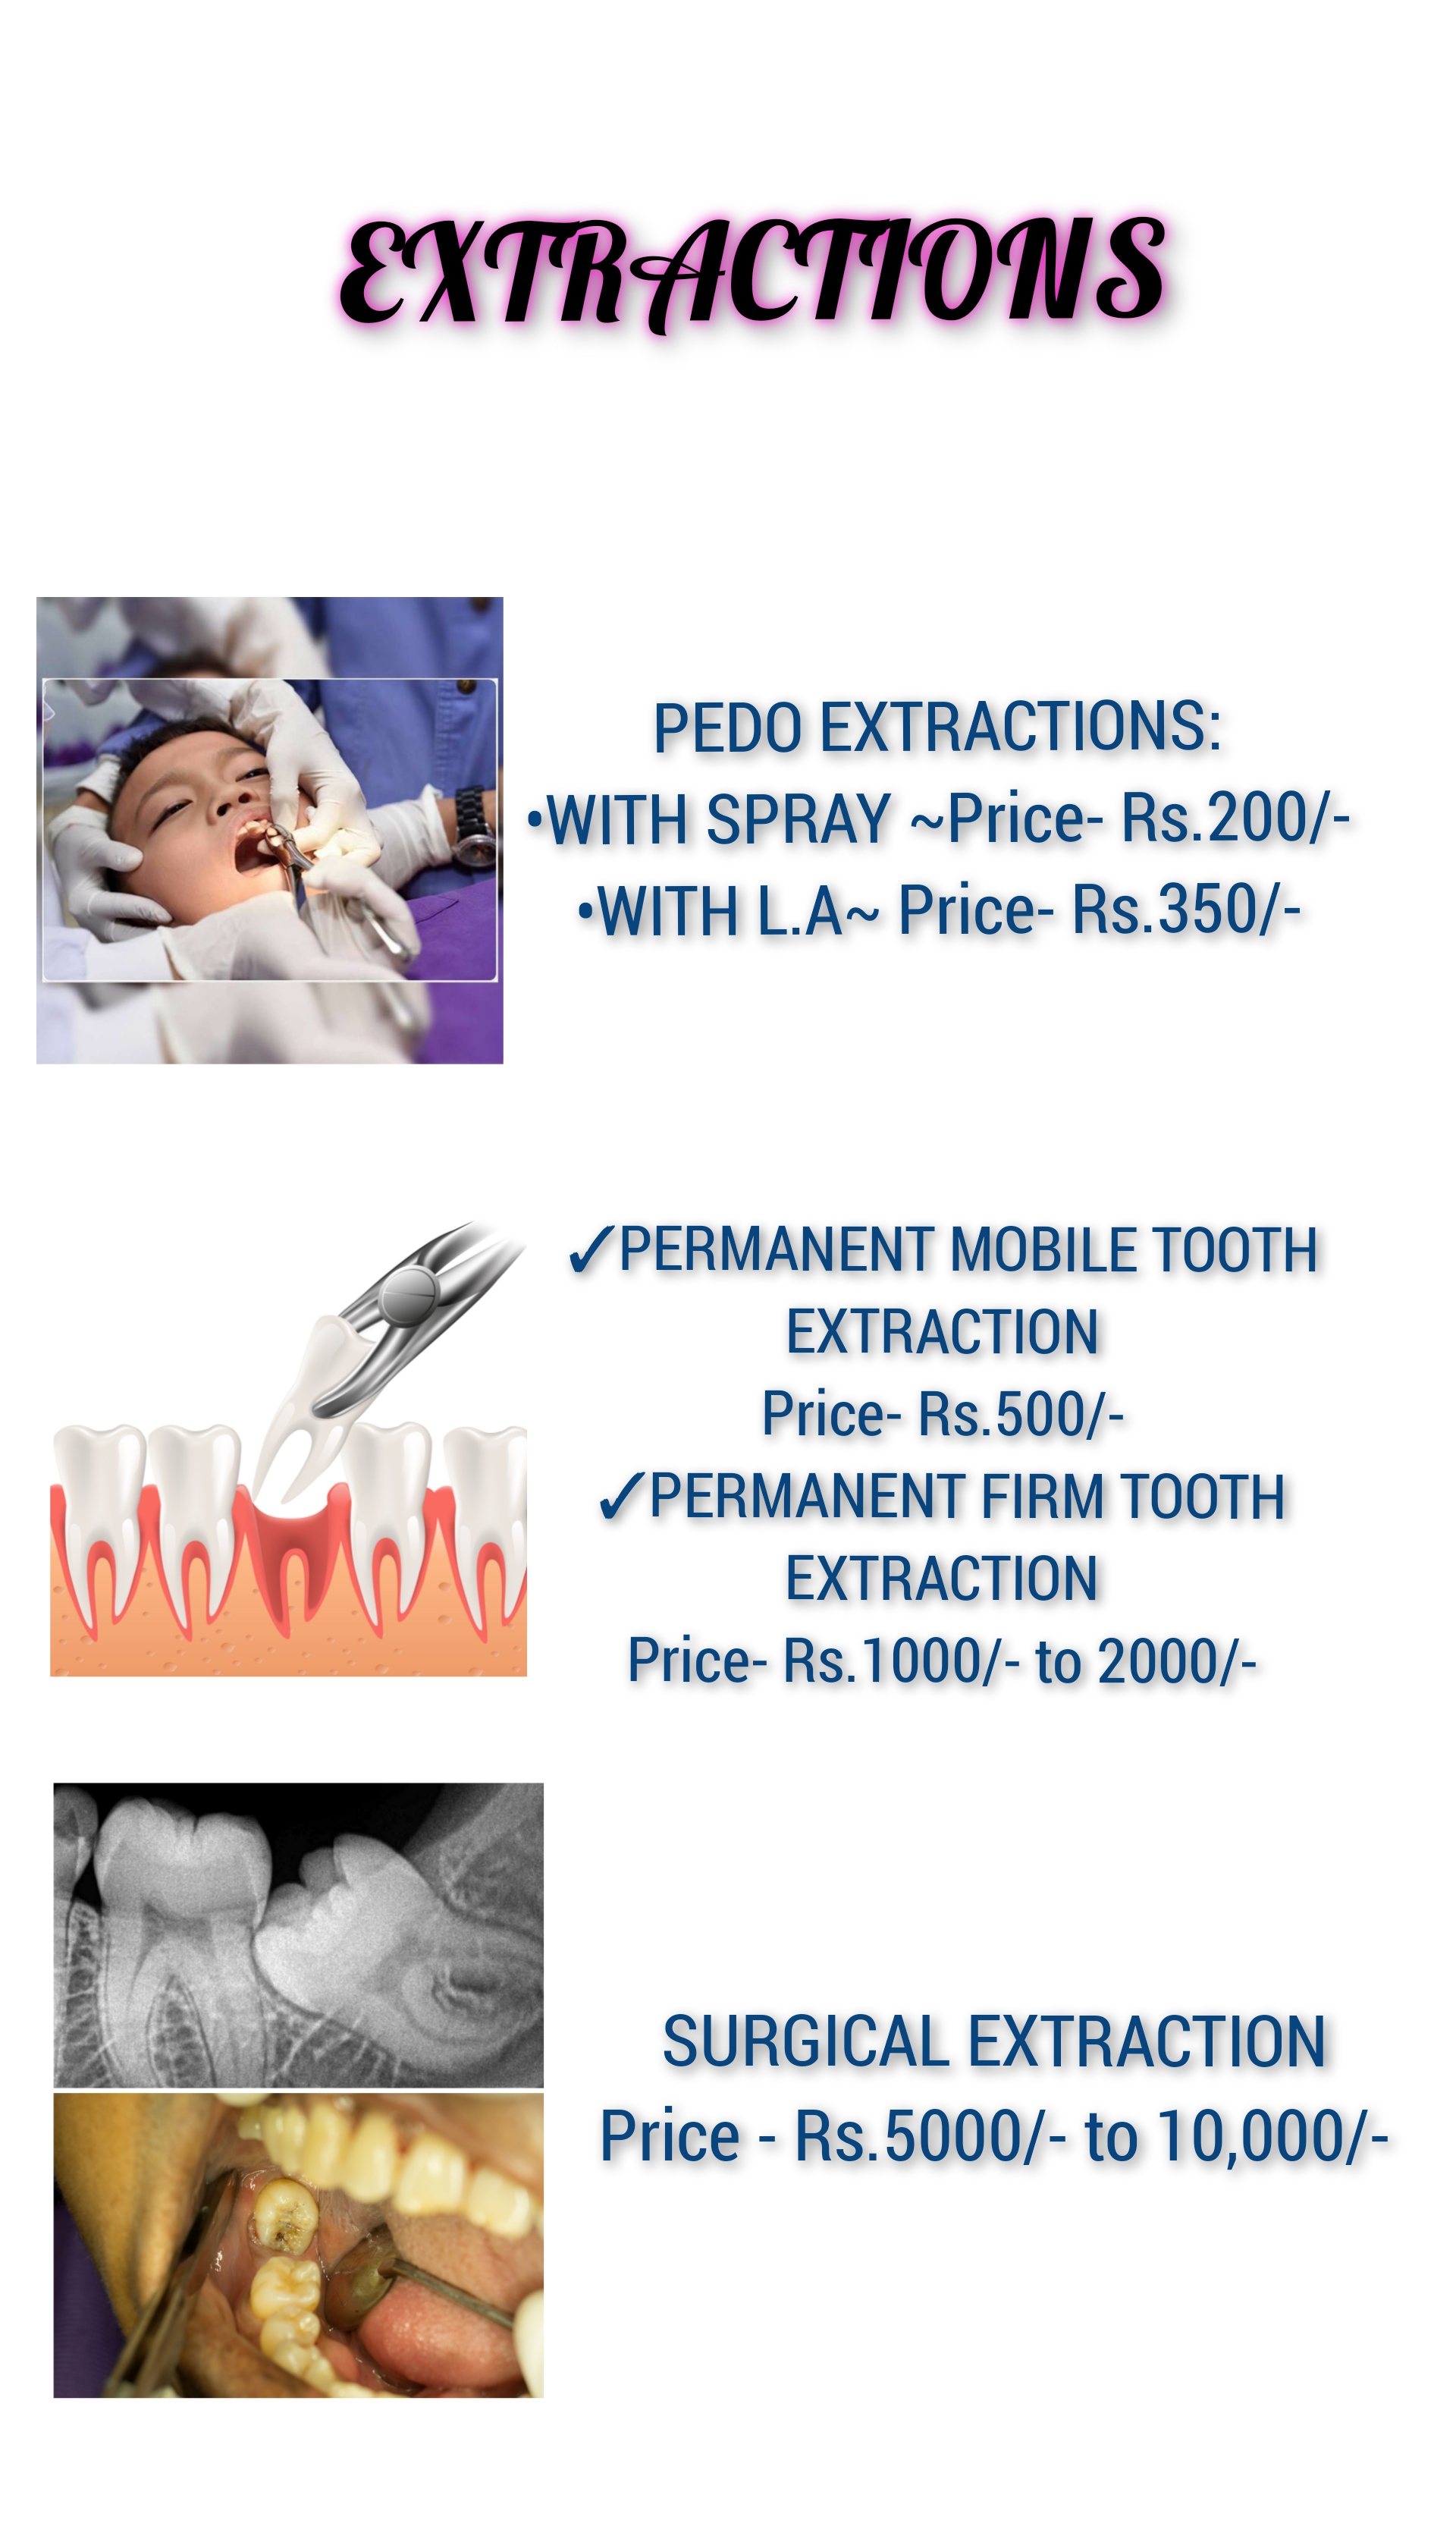 EXTRACTIONS
PEDO EXTRACTIONS:
•WITH SPRAY ~Price- Rs.200/-
•WITH L.A~ Price- Rs.350/-
✓PERMANENT MOBILE TOOTH
EXTRACTION
Price- Rs.500/-
✓PERMANENT FIRM TOOTH
EXTRACTION
Price- Rs.1000/- to 2000/-
SURGICAL EXTRACTION
Price - Rs.5000/- to 10,000/-